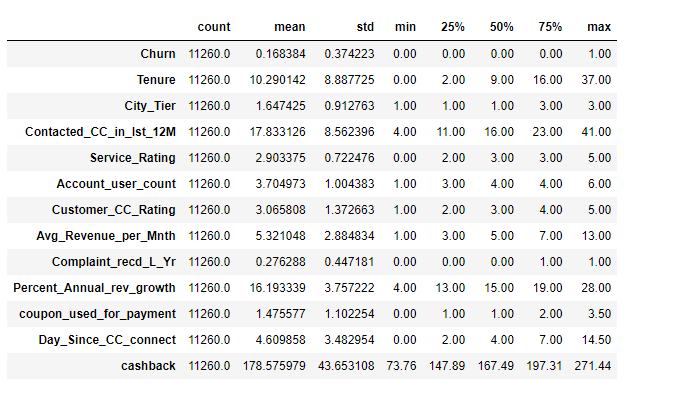 count mean std min 25% 50% 75% max
Churn 11260.0 0.168384 0.374223 0.00 0.00 0.00 0.00 1.00
Tenure 11260.0 10.290142 8.887725 0.00 2.00 9.00 16.00 37.00
City_Tier 11260.0 1.647425 0.912763 1.00 1.00 1.00 3.00 3.00
Contacted_CC_in_lst_12M 11260.0 17.833126 8.562396 4.00 11.00 16.00 23.00 41.00
Service_Rating 11260.0 2.903375 0.722476 0.00 2.00 3.00 3.00 5.00
Account_user_count 11260.0 3.704973 1.004383 1.00 3.00 4.00 4.00 6.00
Customer_CC_Rating 11260.0 3.065808 1.372663 1.00 2.00 3.00 4.00 5.00
Avg_Revenue_per_Mnth 11260.0 5.321048 2.884834 1.00 3.00 5.00 7.00 13.00
Complaint_recd_L_Yr 11260.0 0.276288 0.447181 0.00 0.00 0.00 1.00 1.00
Percent_Annual_rev_growth 11260.0 16.193339 3.757222 4.00 13.00 15.00 19.00 28.00
coupon_used_for_payment 11260.0 1.475577 1.102254 0.00 1.00 1.00 2.00 3.50
Day_Since_CC_connect 11260.0 4.609858 3.482954 0.00 2.00 4.00 7.00 14.50
cashback 11260.0 178.575979 43.653108 73.76 147.89 167.49 197.31 271.44